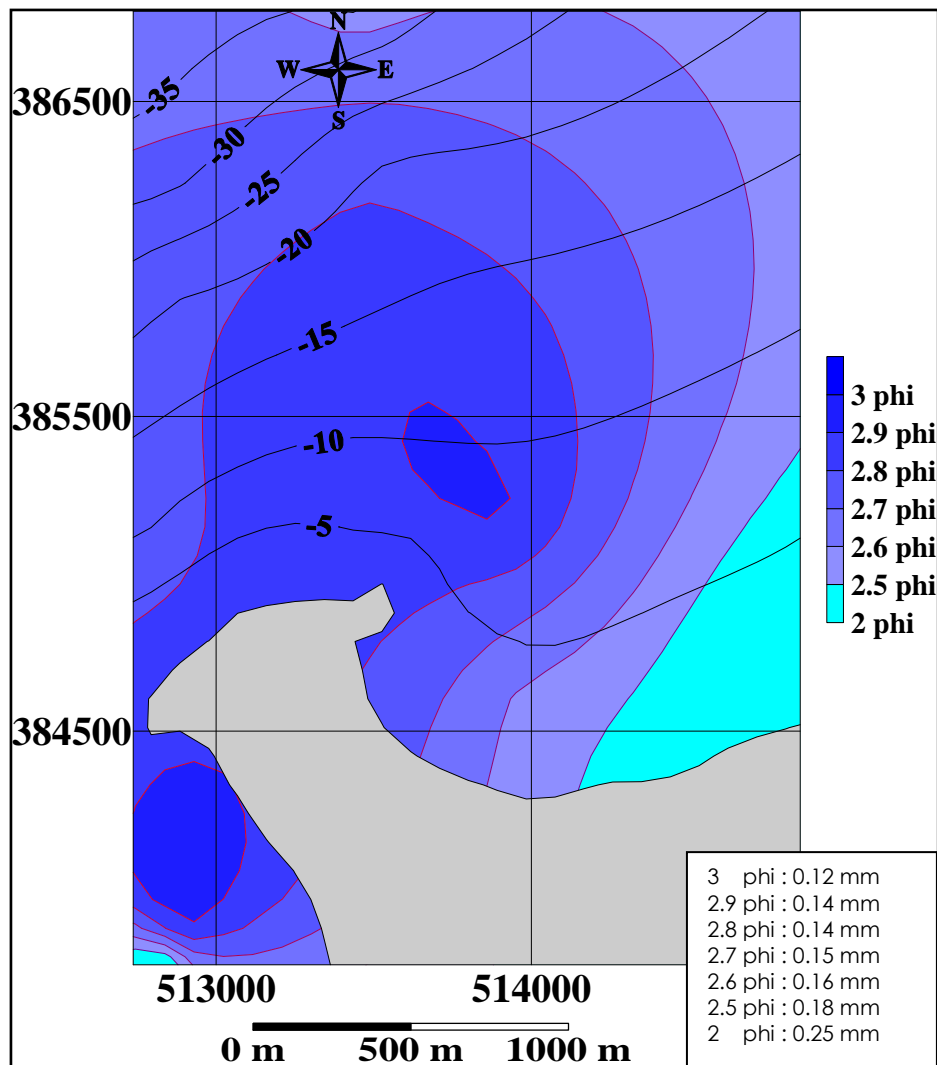 N
W E
S
386500
385500
384500
-35
-30
-25
-20
-15
-10
-5
3 phi
2.9 phi
2.8 phi
2.7 phi
2.6 phi
2.5 phi
2 phi
513000 514000
0 m 500 m 1000 m
3 phi : 0.12 mm
2.9 phi : 0.14 mm
2.8 phi : 0.14 mm
2.7 phi : 0.15 mm
2.6 phi : 0.16 mm
2.5 phi : 0.18 mm
2 phi : 0.25 mm